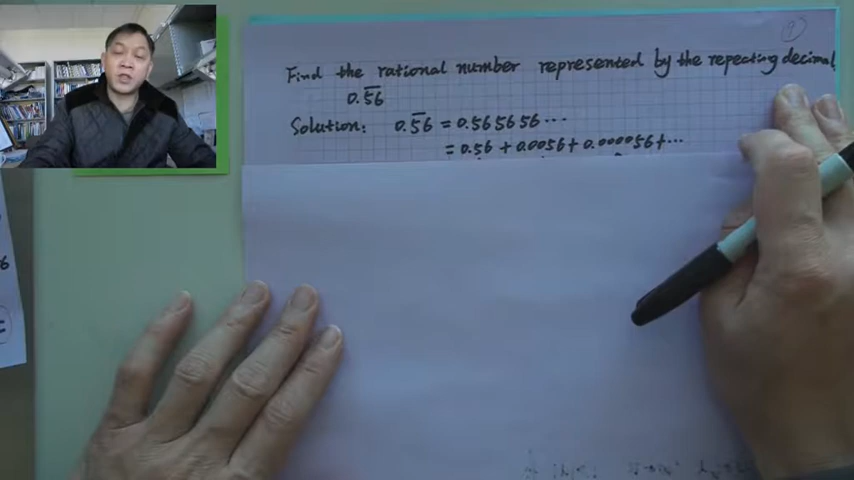 Find the rational number represented by the repeating decimal
0.5̅6̅
Solution: 0.5̅6̅ = 0.565656...
= 0.56 + 0.0056 + 0.000056 + ...